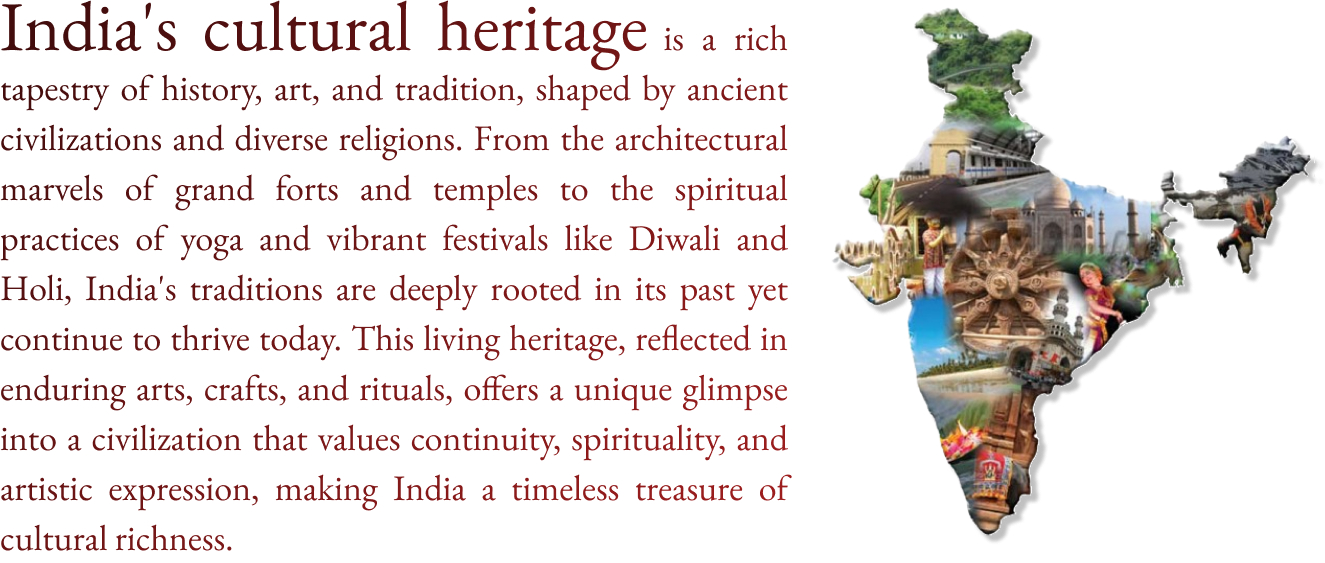 India's cultural heritage is a rich
tapestry of history, art, and tradition, shaped by ancient
civilizations and diverse religions. From the architectural
marvels of grand forts and temples to the spiritual
practices of yoga and vibrant festivals like Diwali and
Holi, India's traditions are deeply rooted in its past yet
continue to thrive today. This living heritage, reflected in
enduring arts, crafts, and rituals, offers a unique glimpse
into a civilization that values continuity, spirituality, and
artistic expression, making India a timeless treasure of
cultural richness.